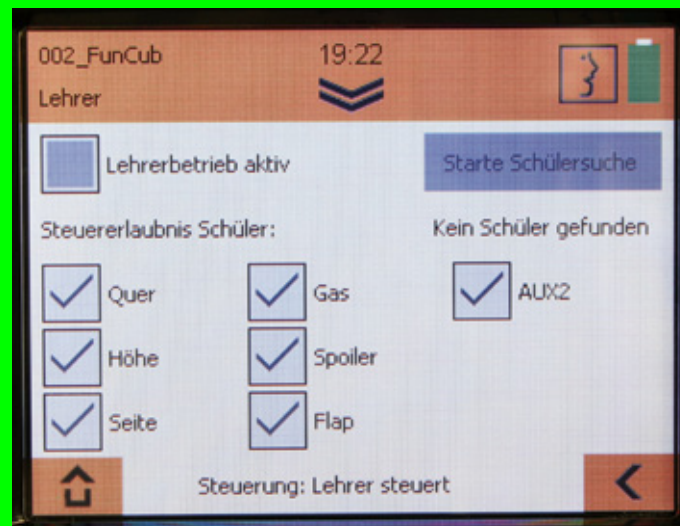 002_FunCub 19:22
Lehrer
Lehrerbetrieb aktiv Starte Schülersuche
Steuererlaubnis Schüler: Kein Schüler gefunden
Quer Gas AUX2
Höhe Spoiler
Seite Flap
Steuerung: Lehrer steuert